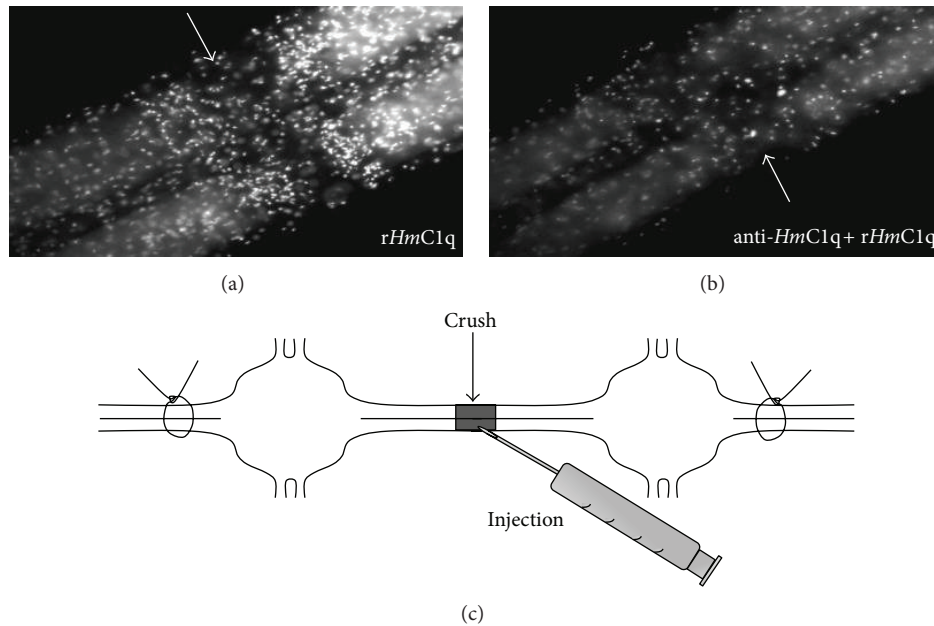 rHmC1q
anti-HmC1q + rHmC1q
(a)
(b)
Crush
Injection
(c)